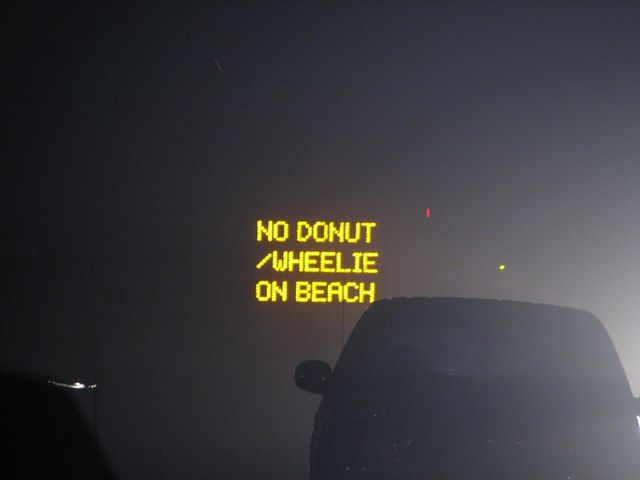 NO DONUT
/WHEELIE
ON BEACH